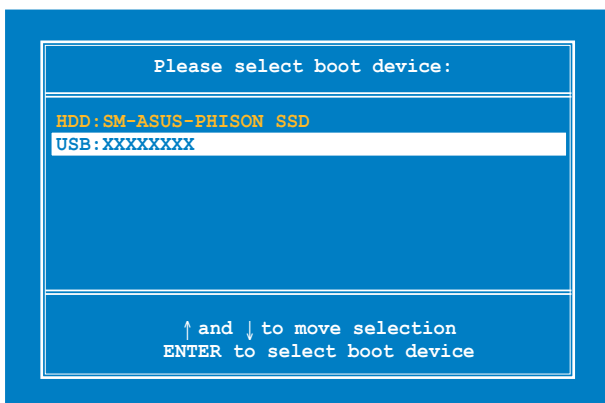 Please select boot device:
HDD:SM-ASUS-PHISON SSD
USB:XXXXXXXX
↑ and ↓ to move selection
ENTER to select boot device